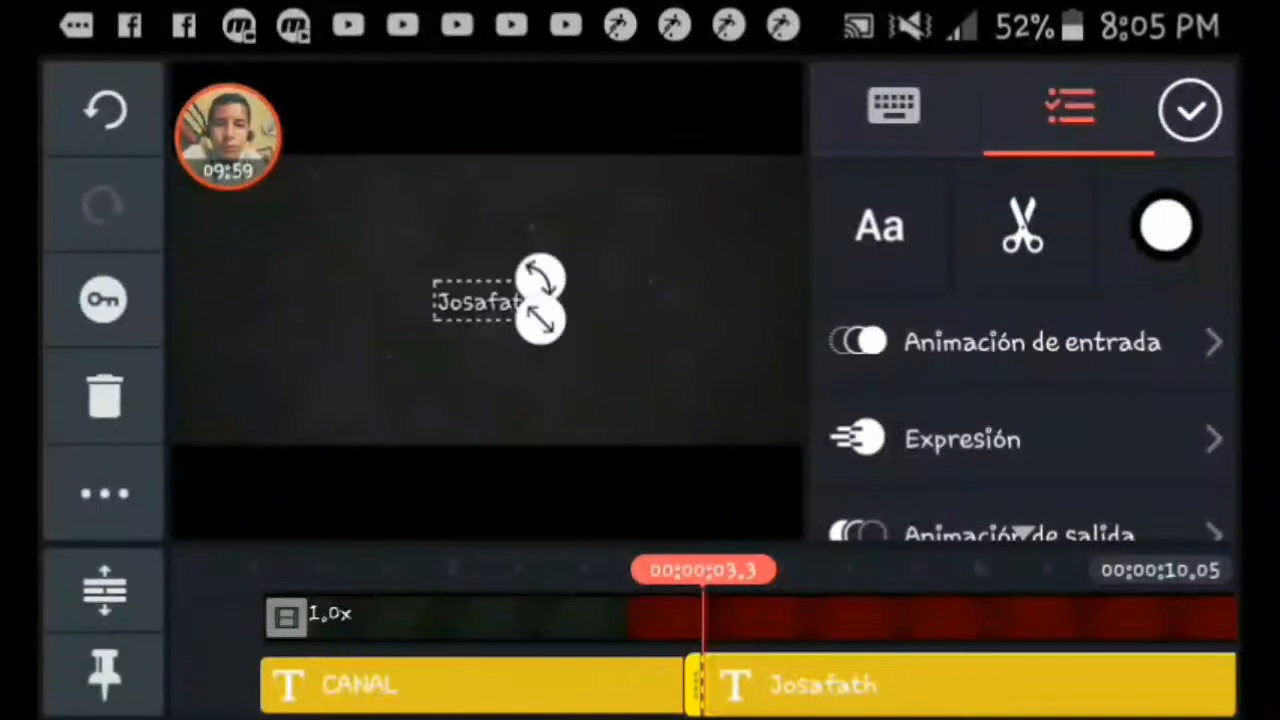 52% 8:05 PM
09:59
Josafat
Aa
Animación de entrada
Expresión
Animación de salida
00:00:03.3
00:00:10.05
1.0x
T CANAL
T Josafath